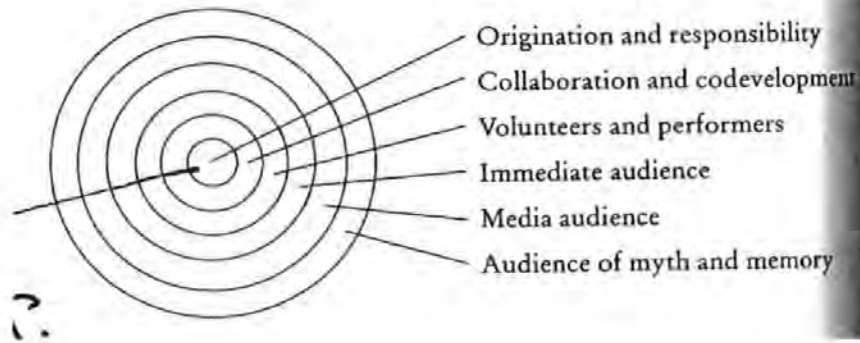 Origination and responsibility
Collaboration and codevelopment
Volunteers and performers
Immediate audience
Media audience
Audience of myth and memory